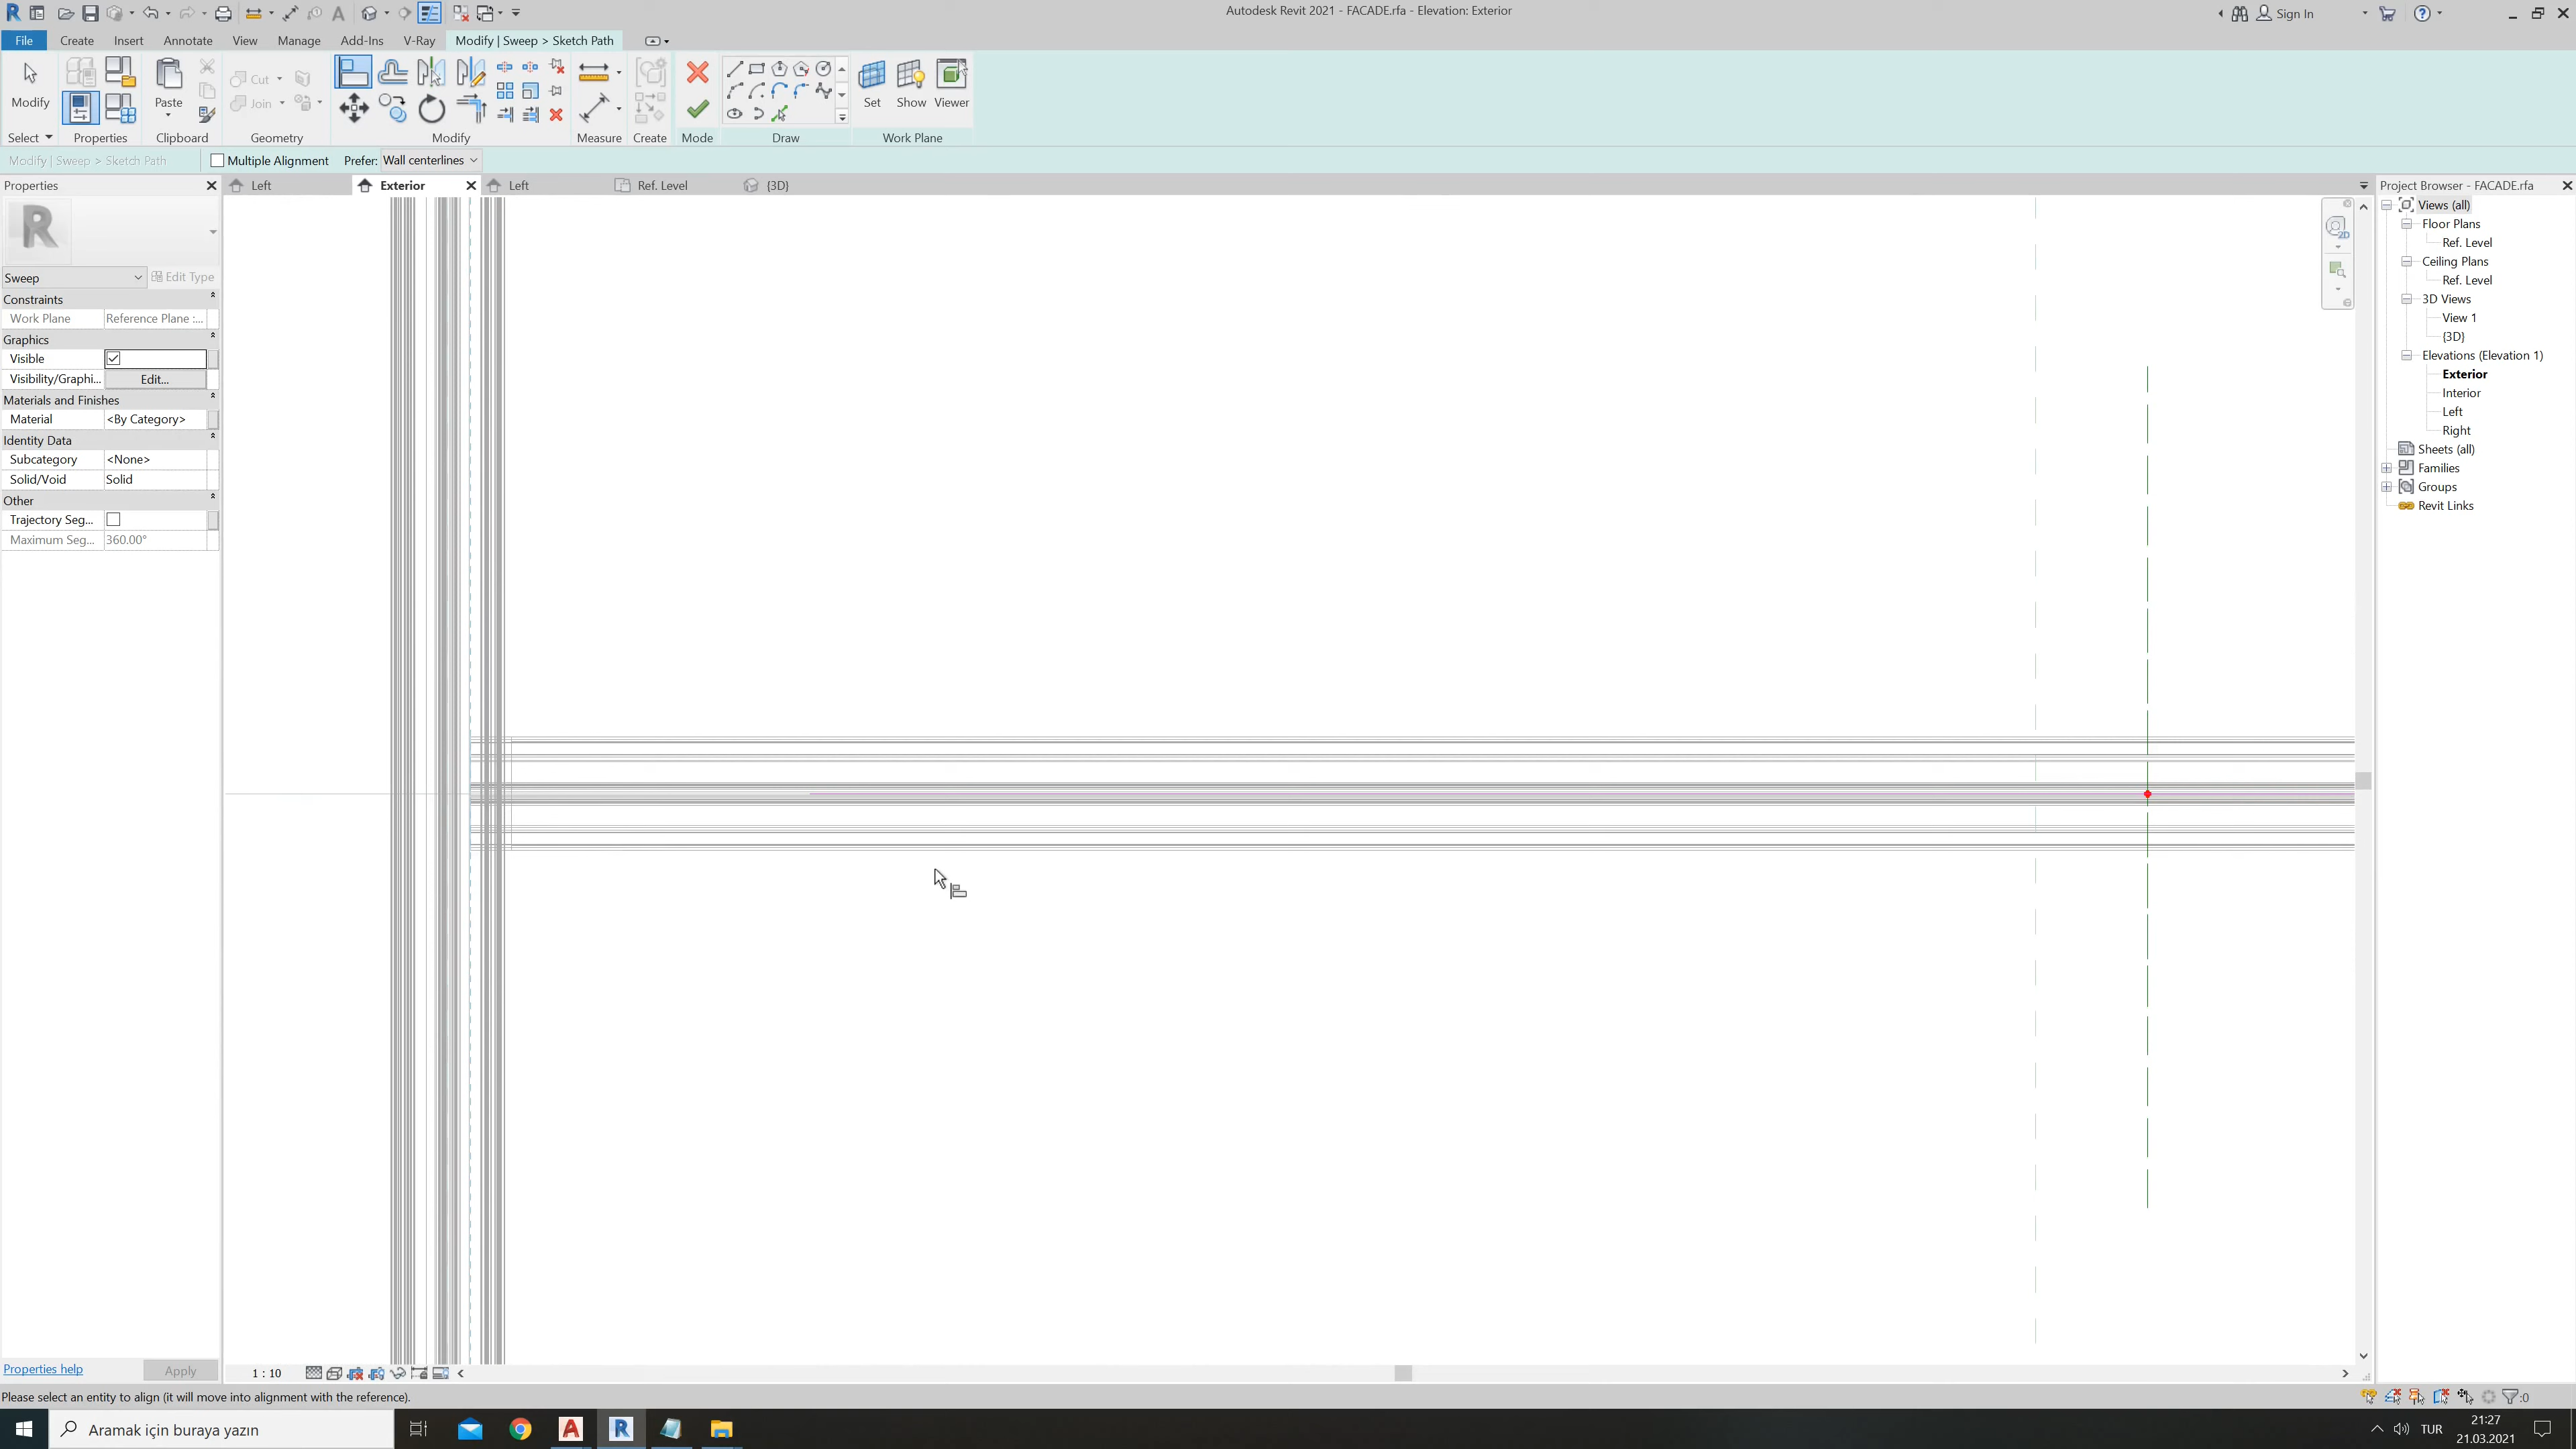 Autodesk Revit 2021 - FACADE.rfa - Elevation: Exterior
Sign In
File Create Insert Annotate View Manage Add-Ins V-Ray Modify | Sweep > Sketch Path
Modify
Paste
Cut
Join
Set Show Viewer
Select Properties Clipboard Geometry Modify Measure Create Mode Draw Work Plane
Modify | Sweep > Sketch Path Multiple Alignment Prefer: Wall centerlines
Properties
Left Exterior Left Ref. Level {3D}
Project Browser - FACADE.rfa
Sweep Edit Type
Constraints
Work Plane Reference Plane :...
Graphics
Visible
Visibility/Graphi... Edit...
Materials and Finishes
Material <By Category>
Identity Data
Subcategory <None>
Solid/Void Solid
Other
Trajectory Seg...
Maximum Seg... 360.00°
Views (all)
Floor Plans
Ref. Level
Ceiling Plans
Ref. Level
3D Views
View 1
{3D}
Elevations (Elevation 1)
Exterior
Interior
Left
Right
Sheets (all)
Families
Groups
Revit Links
2D
Properties help Apply
1 : 10
Please select an entity to align (it will move into alignment with the reference).
:0
Aramak için buraya yazın
TUR
21:27
21.03.2021